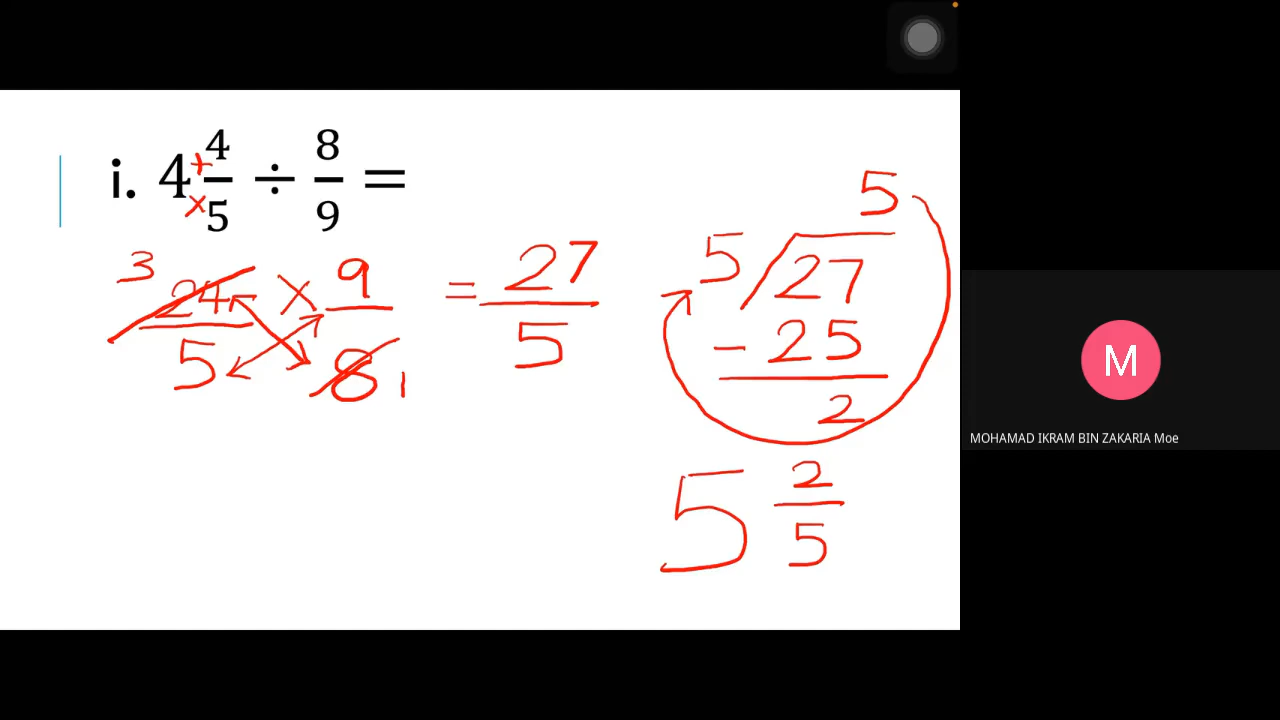 i. 4 4/5 ÷ 8/9 =
+
×
3
24/5 × 9/8 = 27/5
1
5
5 27
- 25
2
5 2/5
M
MOHAMAD IKRAM BIN ZAKARIA Moe